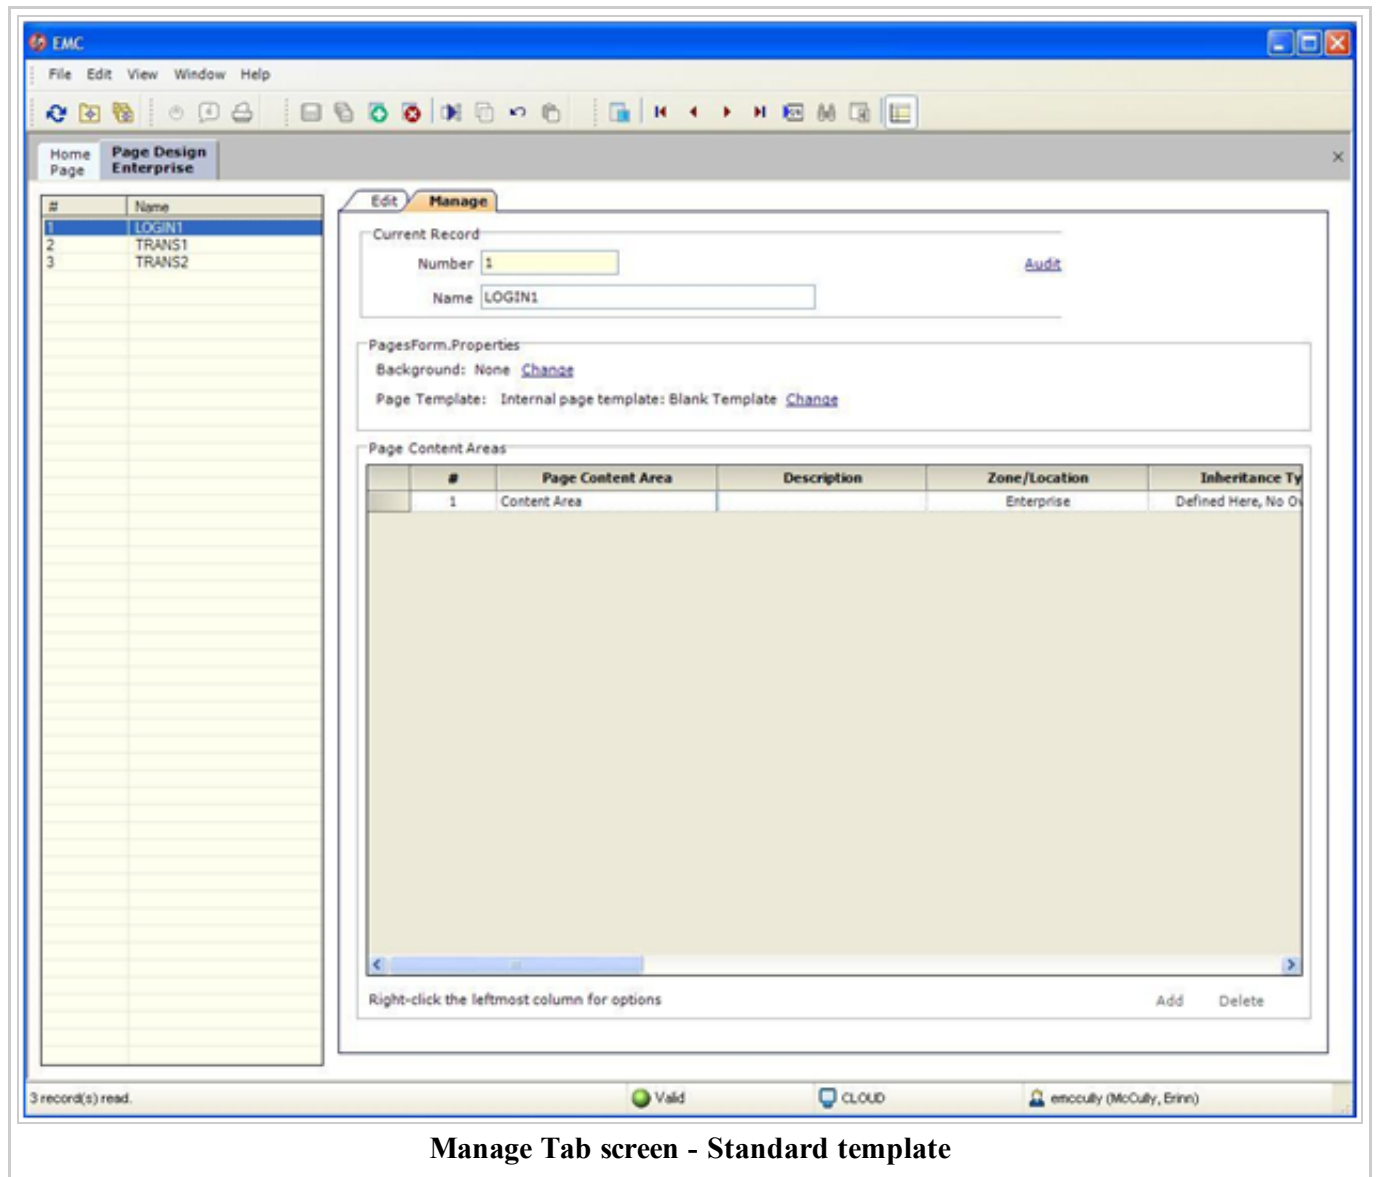 EMC
File Edit View Window Help
Home Page
Page Design Enterprise
# Name
1 LOGIN1
2 TRANS1
3 TRANS2
Edit Manage
Current Record
Number 1 Audit
Name LOGIN1
PagesForm.Properties
Background: None Change
Page Template: Internal page template: Blank Template Change
Page Content Areas
# Page Content Area Description Zone/Location Inheritance Ty
1 Content Area Enterprise Defined Here, No Ov
Right-click the leftmost column for options Add Delete
3 record(s) read. Valid CLOUD emccully (McCully, Erinn)
Manage Tab screen - Standard template